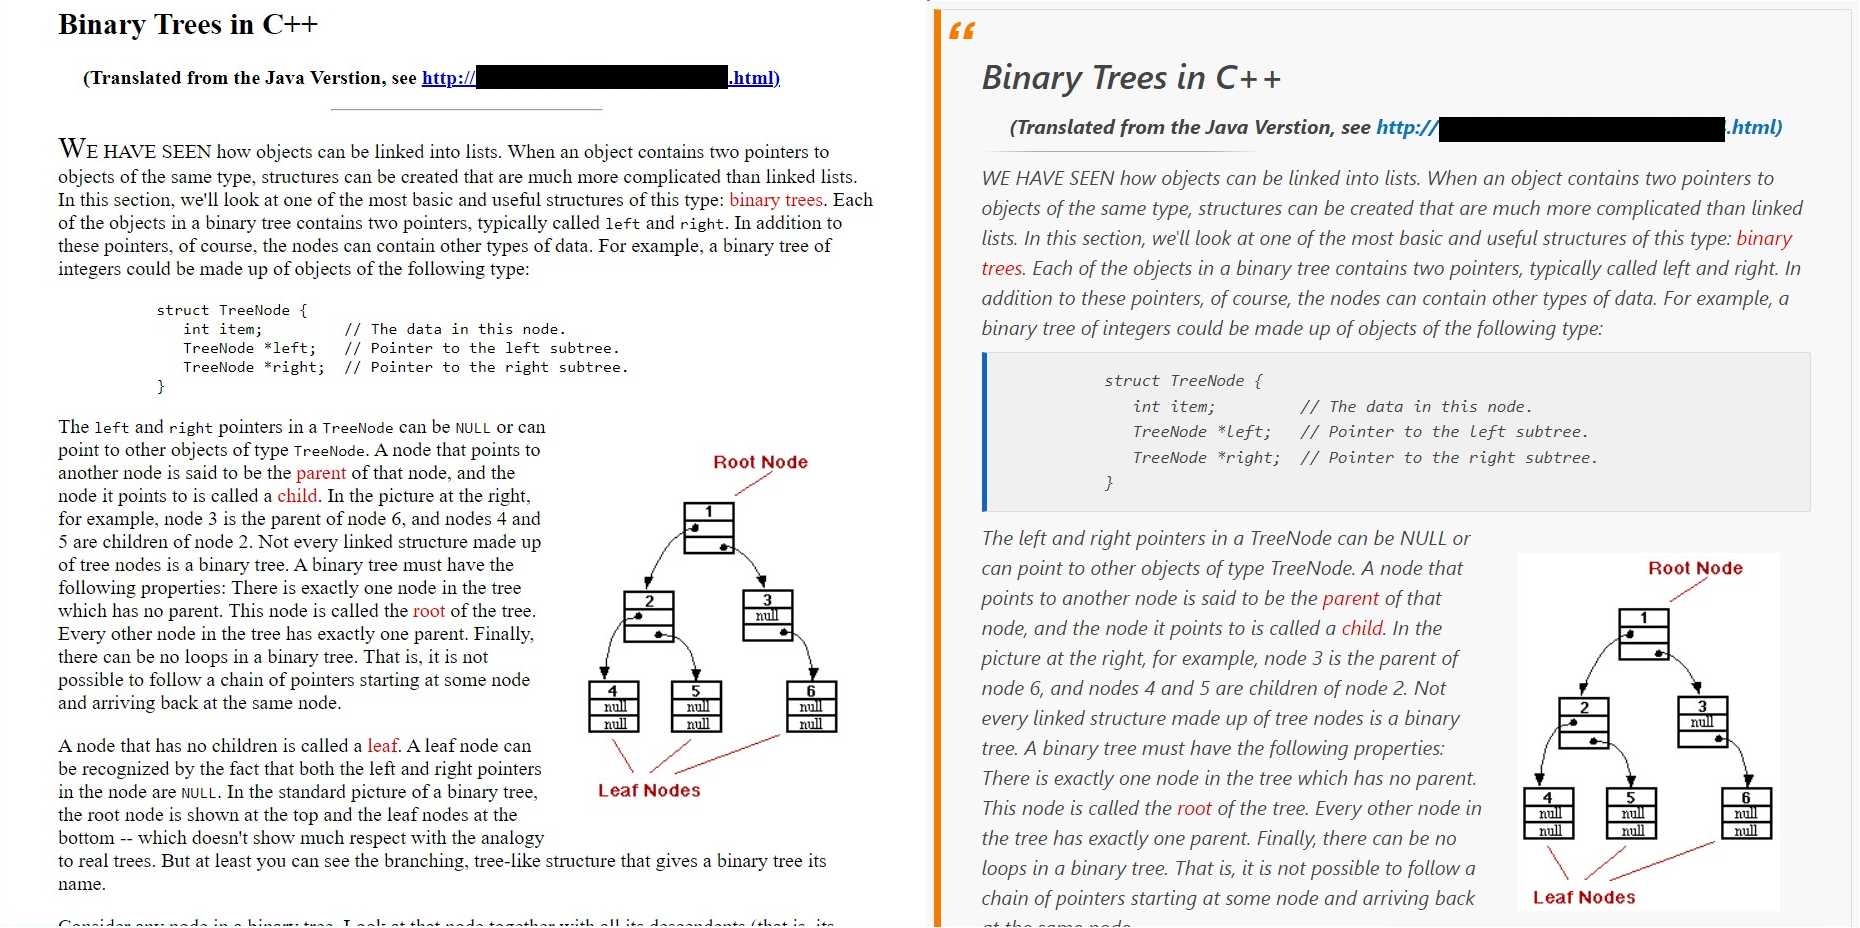 Binary Trees in C++
(Translated from the Java Verstion, see http:// .html)
WE HAVE SEEN how objects can be linked into lists. When an object contains two pointers to
objects of the same type, structures can be created that are much more complicated than linked lists.
In this section, we'll look at one of the most basic and useful structures of this type: binary trees. Each
of the objects in a binary tree contains two pointers, typically called left and right. In addition to
these pointers, of course, the nodes can contain other types of data. For example, a binary tree of
integers could be made up of objects of the following type:
struct TreeNode {
int item; // The data in this node.
TreeNode *left; // Pointer to the left subtree.
TreeNode *right; // Pointer to the right subtree.
}
The left and right pointers in a TreeNode can be NULL or can
point to other objects of type TreeNode. A node that points to
another node is said to be the parent of that node, and the
node it points to is called a child. In the picture at the right,
for example, node 3 is the parent of node 6, and nodes 4 and
5 are children of node 2. Not every linked structure made up
of tree nodes is a binary tree. A binary tree must have the
following properties: There is exactly one node in the tree
which has no parent. This node is called the root of the tree.
Every other node in the tree has exactly one parent. Finally,
there can be no loops in a binary tree. That is, it is not
possible to follow a chain of pointers starting at some node
and arriving back at the same node.
A node that has no children is called a leaf. A leaf node can
be recognized by the fact that both the left and right pointers
in the node are NULL. In the standard picture of a binary tree,
the root node is shown at the top and the leaf nodes at the
bottom -- which doesn't show much respect with the analogy
to real trees. But at least you can see the branching, tree-like structure that gives a binary tree its
name.
Consider any node in a binary tree. Look at that node together with all its descendents (that is, its
Root Node
1
2
3
null
4
null
null
5
null
null
6
null
null
Leaf Nodes
“
Binary Trees in C++
(Translated from the Java Verstion, see http:// .html)
WE HAVE SEEN how objects can be linked into lists. When an object contains two pointers to
objects of the same type, structures can be created that are much more complicated than linked
lists. In this section, we'll look at one of the most basic and useful structures of this type: binary
trees. Each of the objects in a binary tree contains two pointers, typically called left and right. In
addition to these pointers, of course, the nodes can contain other types of data. For example, a
binary tree of integers could be made up of objects of the following type:
struct TreeNode {
int item; // The data in this node.
TreeNode *left; // Pointer to the left subtree.
TreeNode *right; // Pointer to the right subtree.
}
The left and right pointers in a TreeNode can be NULL or
can point to other objects of type TreeNode. A node that
points to another node is said to be the parent of that
node, and the node it points to is called a child. In the
picture at the right, for example, node 3 is the parent of
node 6, and nodes 4 and 5 are children of node 2. Not
every linked structure made up of tree nodes is a binary
tree. A binary tree must have the following properties:
There is exactly one node in the tree which has no parent.
This node is called the root of the tree. Every other node in
the tree has exactly one parent. Finally, there can be no
loops in a binary tree. That is, it is not possible to follow a
chain of pointers starting at some node and arriving back
at the same node.
Root Node
1
2
3
null
4
null
null
5
null
null
6
null
null
Leaf Nodes